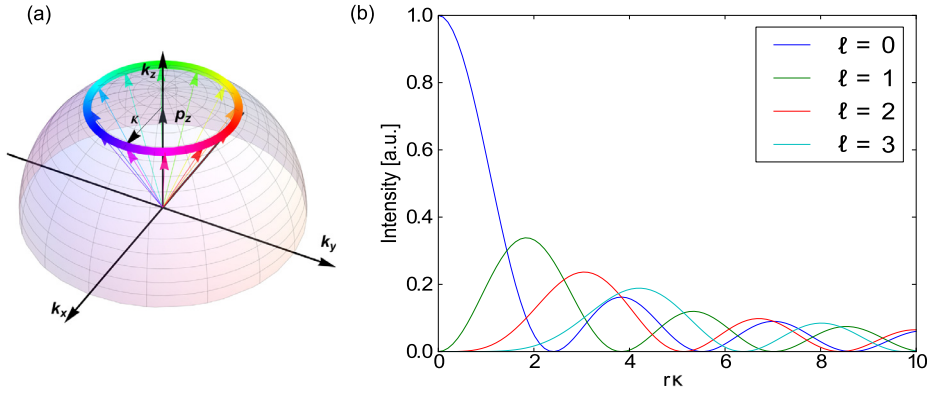 (a)
k_z
p_z
κ
k_y
k_x
(b)
Intensity [a.u.]
1.0
0.8
0.6
0.4
0.2
0.0
0 2 4 6 8 10
rκ
ℓ = 0
ℓ = 1
ℓ = 2
ℓ = 3